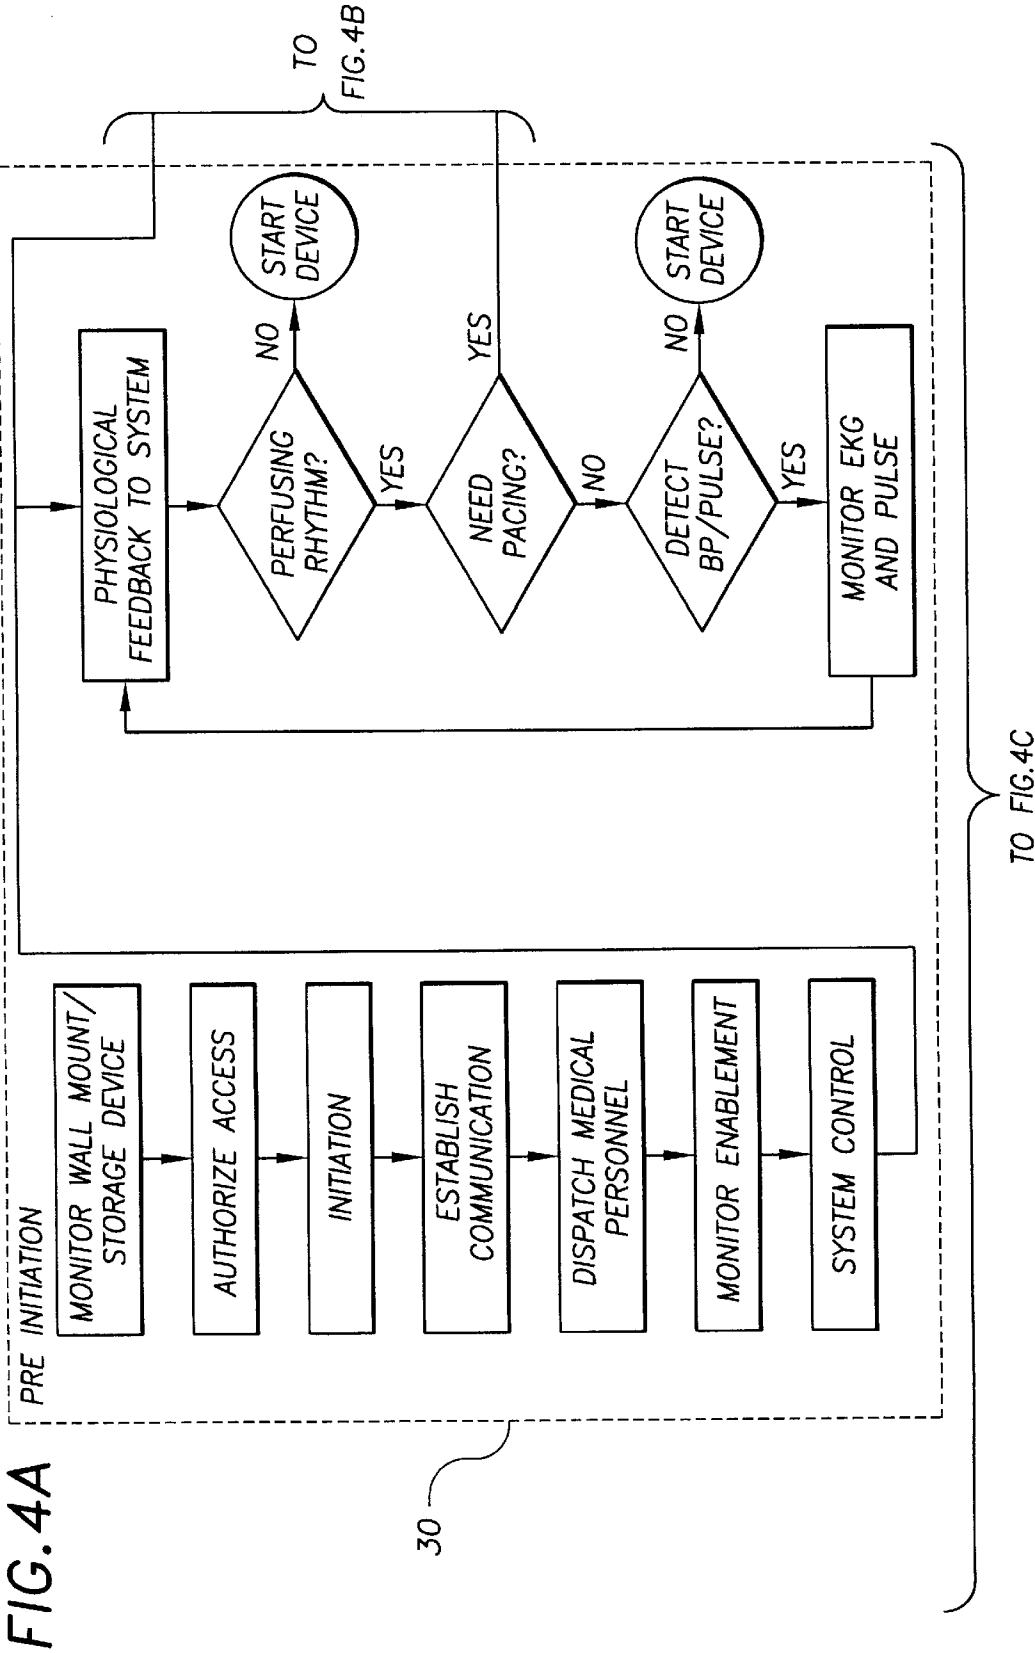 FIG. 4A
PRE INITIATION
MONITOR WALL MOUNT/
STORAGE DEVICE
AUTHORIZE ACCESS
INITIATION
ESTABLISH
COMMUNICATION
DISPATCH MEDICAL
PERSONNEL
MONITOR ENABLEMENT
SYSTEM CONTROL
30
PHYSIOLOGICAL
FEEDBACK TO SYSTEM
PERFUSING
RHYTHM?
NO
START
DEVICE
YES
NEED
PACING?
YES
NO
DETECT
BP/PULSE?
NO
START
DEVICE
YES
MONITOR EKG
AND PULSE
TO
FIG.4B
TO FIG.4C